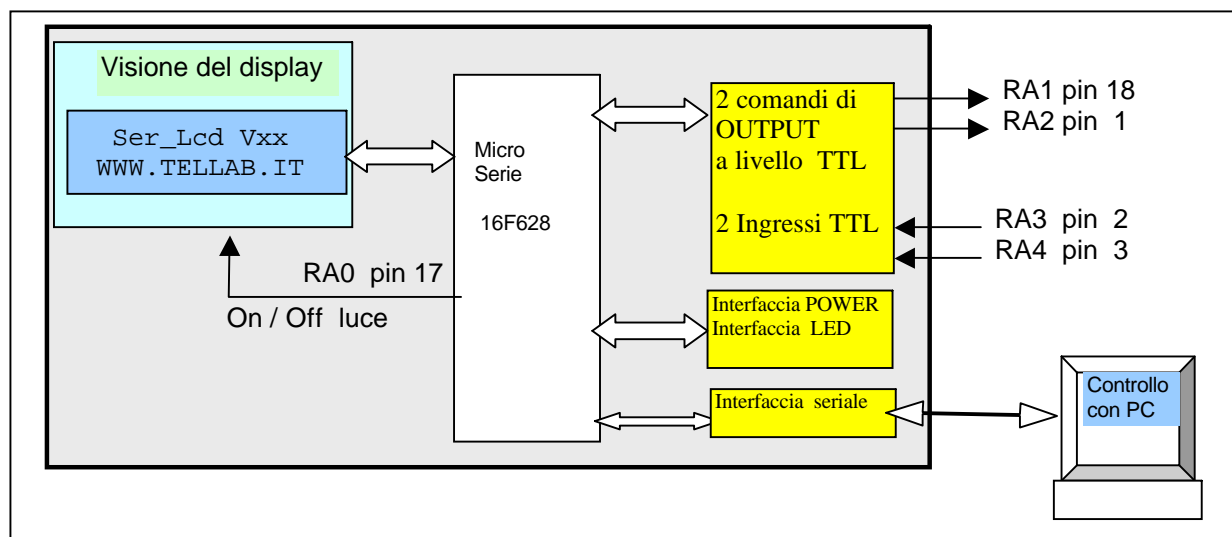 Visione del display
Ser_Lcd Vxx
WWW.TELLAB.IT
RA0 pin 17
On / Off luce
Micro
Serie
16F628
2 comandi di
OUTPUT
a livello TTL
2 Ingressi TTL
RA1 pin 18
RA2 pin 1
RA3 pin 2
RA4 pin 3
Interfaccia POWER
Interfaccia LED
Interfaccia seriale
Controllo
con PC